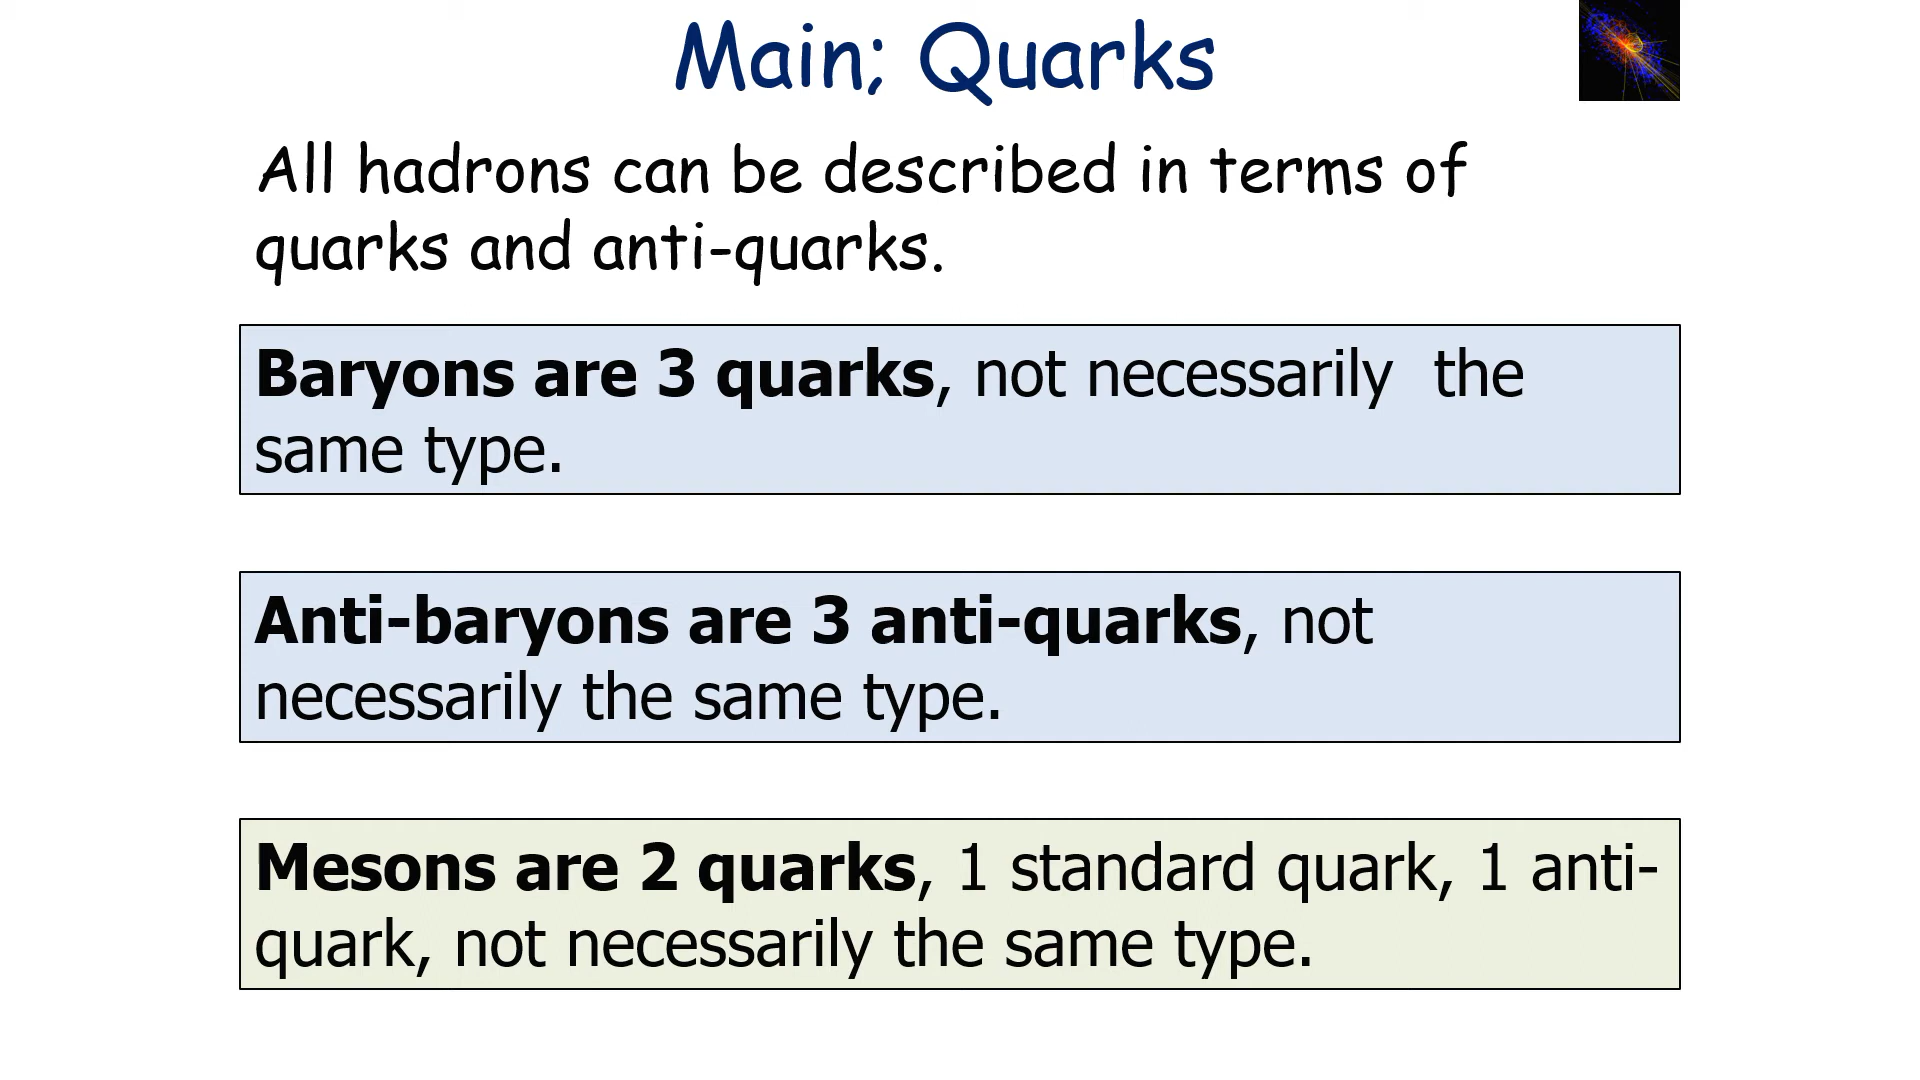 Main; Quarks
All hadrons can be described in terms of
quarks and anti-quarks.
Baryons are 3 quarks, not necessarily  the
same type.
Anti-baryons are 3 anti-quarks, not
necessarily the same type.
Mesons are 2 quarks, 1 standard quark, 1 anti-
quark, not necessarily the same type.